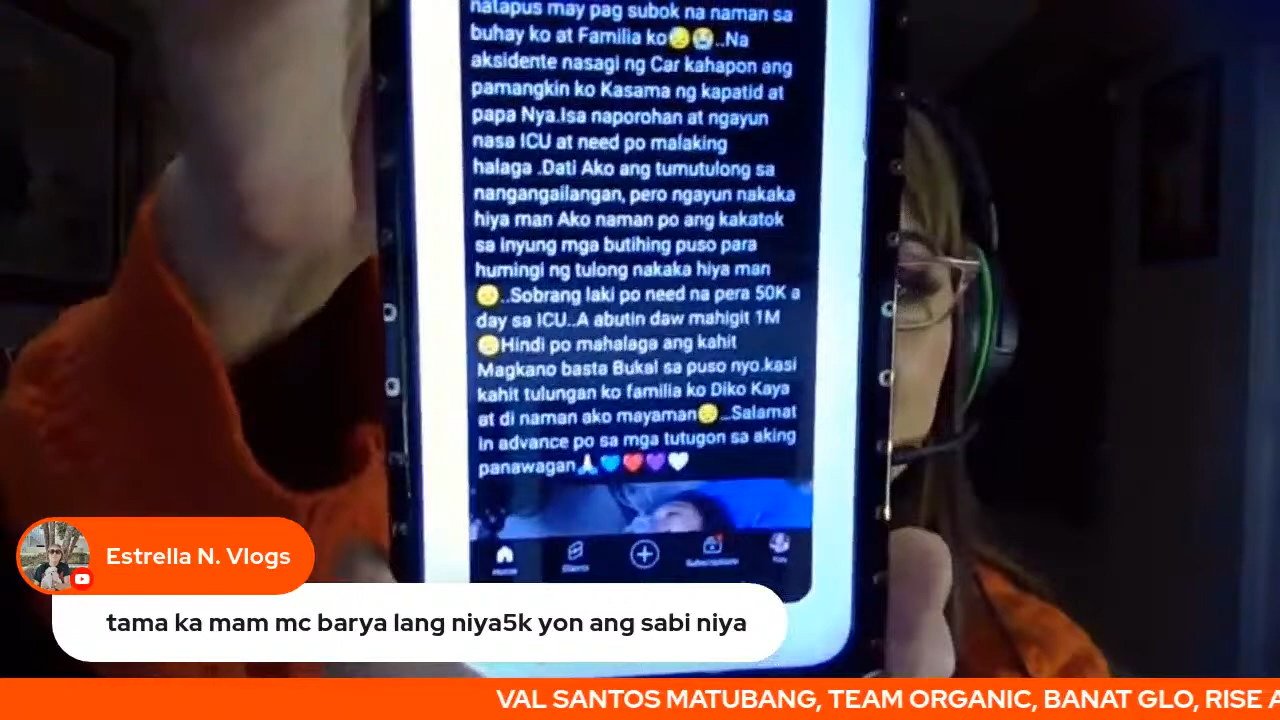 natapus may pag subok na naman sa
buhay ko at Familia ko😥😭..Na
aksidente nasagi ng Car kahapon ang
pamangkin ko Kasama ng kapatid at
papa Nya.Isa naporohan at ngayun
nasa ICU at need po malaking
halaga .Dati Ako ang tumutulong sa
nangangailangan, pero ngayun nakaka
hiya man Ako naman po ang kakatok
sa Inyung mga butihing puso para
humingi ng tulong nakaka hiya man
😔..Sobrang laki po need na pera 50K a
day sa ICU..A abutin daw mahigit 1M
😔Hindi po mahalaga ang kahit
Magkano basta Bukal sa puso nyo.kasi
kahit tulungan ko familia ko Diko Kaya
at di naman ako mayaman😔..Salamat
in advance po sa mga tutugon sa aking
panawagan🙏💙❤️💜🤍
Home Shorts Subscriptions You
Estrella N. Vlogs
tama ka mam mc barya lang niya5k yon ang sabi niya
VAL SANTOS MATUBANG, TEAM ORGANIC, BANAT GLO, RISE A